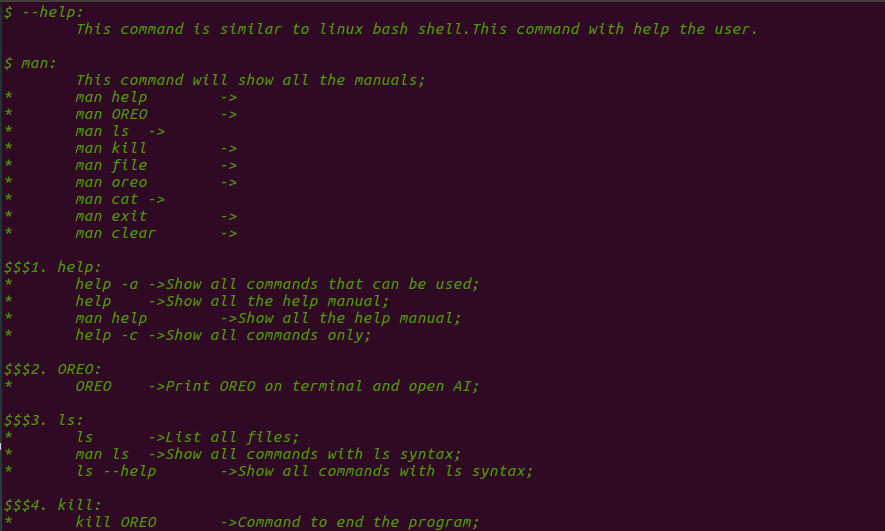 $ --help:
This command is similar to linux bash shell.This command with help the user.
$ man:
This command will show all the manuals;
* man help ->
* man OREO ->
* man ls ->
* man kill ->
* man file ->
* man oreo ->
* man cat ->
* man exit ->
* man clear ->
$$$1. help:
* help -a ->Show all commands that can be used;
* help ->Show all the help manual;
* man help ->Show all the help manual;
* help -c ->Show all commands only;
$$$2. OREO:
* OREO ->Print OREO on terminal and open AI;
$$$3. ls:
* ls ->List all files;
* man ls ->Show all commands with ls syntax;
* ls --help ->Show all commands with ls syntax;
$$$4. kill:
* kill OREO ->Command to end the program;